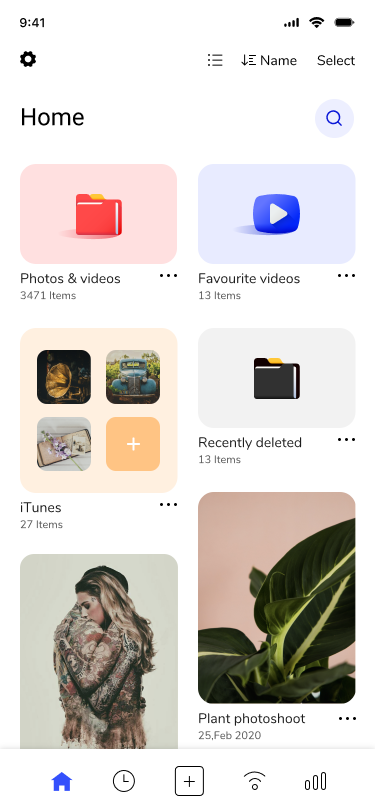 9:41
Name
Select
Home
Photos & videos
3471 Items
Favourite videos
13 Items
Recently deleted
13 Items
iTunes
27 Items
Plant photoshoot
25,Feb 2020